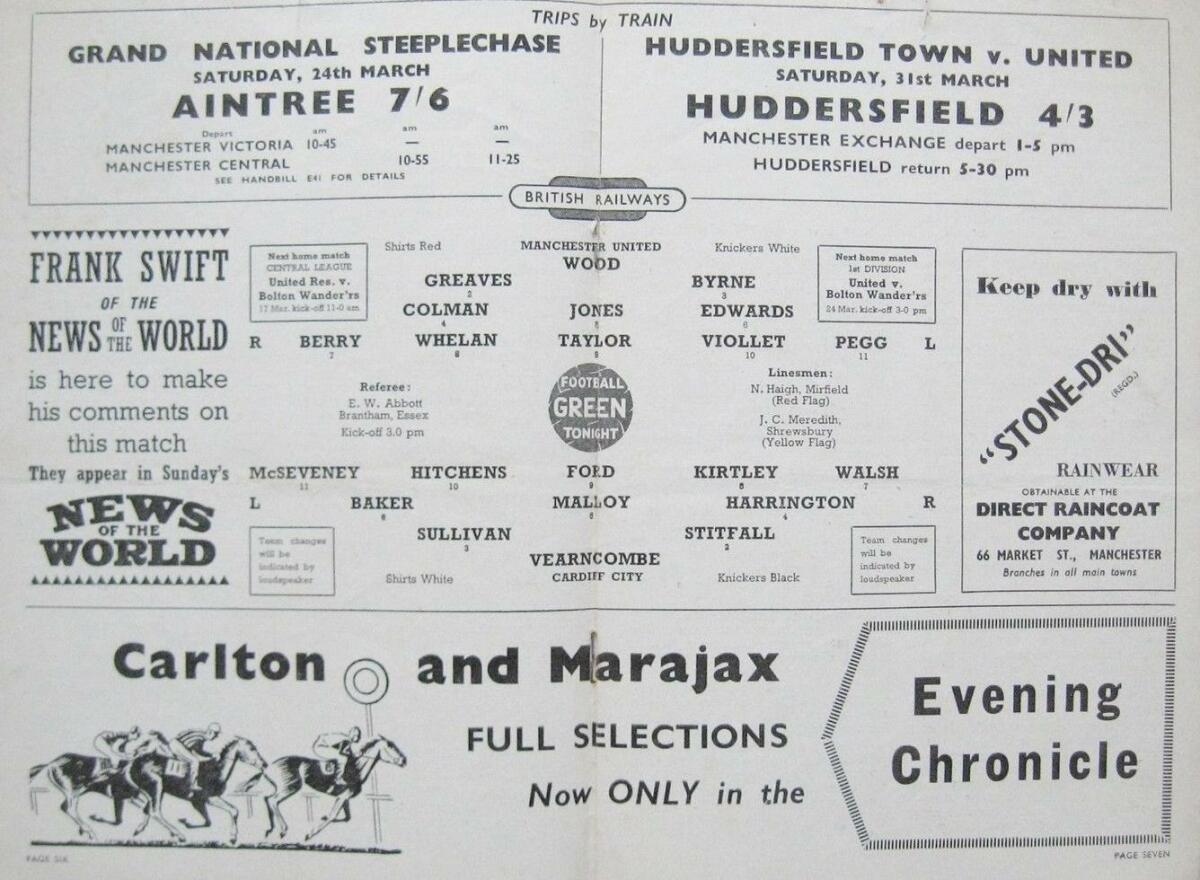 TRIPS by TRAIN
GRAND NATIONAL STEEPLECHASE
SATURDAY, 24th MARCH
AINTREE 7/6
Depart am am am
MANCHESTER VICTORIA 10-45 — —
MANCHESTER CENTRAL 10-55 11-25
SEE HANDBILL E41 FOR DETAILS
HUDDERSFIELD TOWN v. UNITED
SATURDAY, 31st MARCH
HUDDERSFIELD 4/3
MANCHESTER EXCHANGE depart 1-5 pm
HUDDERSFIELD return 5-30 pm
BRITISH RAILWAYS
FRANK SWIFT
OF THE
NEWS OF THE WORLD
is here to make
his comments on
this match
They appear in Sunday's
NEWS
OF THE
WORLD
Next home match
CENTRAL LEAGUE
United Res. v.
Bolton Wander'rs
17 Mar. kick-off 11-0 am
Shirts Red MANCHESTER UNITED Knickers White
WOOD
Next home match
1st DIVISION
United v.
Bolton Wander'rs
24 Mar. kick-off 3-0 pm
GREAVES BYRNE
2 3
COLMAN JONES EDWARDS
4 5 6
R BERRY WHELAN TAYLOR VIOLLET PEGG L
7 8 9 10 11
Referee:
E. W. Abbott
Brantham, Essex
Kick-off 3.0 pm
FOOTBALL
GREEN
TONIGHT
Linesmen:
N. Haigh, Mirfield
(Red Flag)
J. C. Meredith,
Shrewsbury
(Yellow Flag)
McSEVENEY HITCHENS FORD KIRTLEY WALSH
11 10 9 8 7
L BAKER MALLOY HARRINGTON R
6 5 4
SULLIVAN STITFALL
3 2
VEARNCOMBE
Shirts White CARDIFF CITY Knickers Black
Team changes
will be
indicated by
loudspeaker
Team changes
will be
indicated by
loudspeaker
Keep dry with
"STONE-DRI"
(REGD.)
RAINWEAR
OBTAINABLE AT THE
DIRECT RAINCOAT
COMPANY
66 MARKET ST., MANCHESTER
Branches in all main towns
Carlton and Marajax
FULL SELECTIONS
Now ONLY in the
Evening
Chronicle
PAGE SIX
PAGE SEVEN